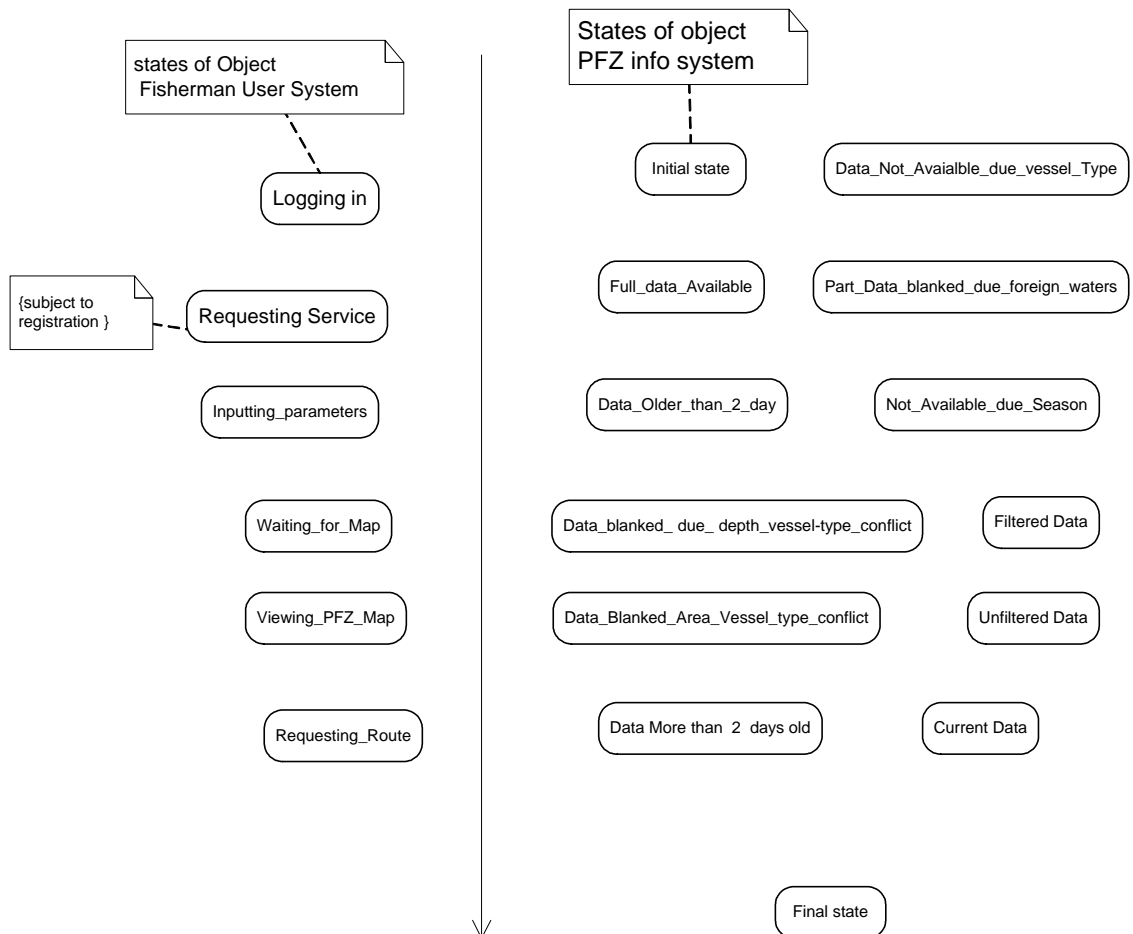 states of Object
Fisherman User System
Logging in
{subject to
registration }
Requesting Service
Inputting_parameters
Waiting_for_Map
Viewing_PFZ_Map
Requesting_Route
States of object
PFZ info system
Initial state
Data_Not_Avaialble_due_vessel_Type
Full_data_Available
Part_Data_blanked_due_foreign_waters
Data_Older_than_2_day
Not_Available_due_Season
Data_blanked_ due_ depth_vessel-type_conflict
Filtered Data
Data_Blanked_Area_Vessel_type_conflict
Unfiltered Data
Data More than 2 days old
Current Data
Final state